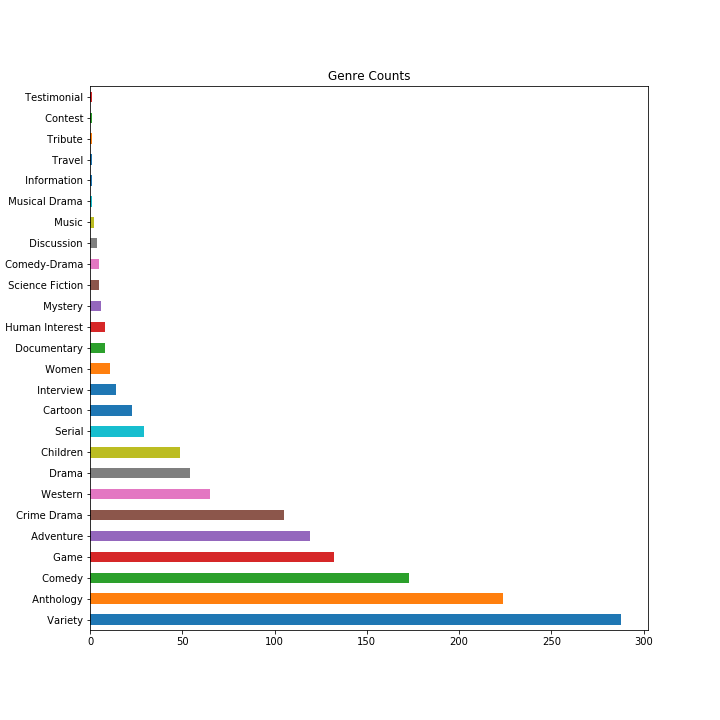 Genre Counts
Testimonial
Contest
Tribute
Travel
Information
Musical Drama
Music
Discussion
Comedy-Drama
Science Fiction
Mystery
Human Interest
Documentary
Women
Interview
Cartoon
Serial
Children
Drama
Western
Crime Drama
Adventure
Game
Comedy
Anthology
Variety
0 50 100 150 200 250 300